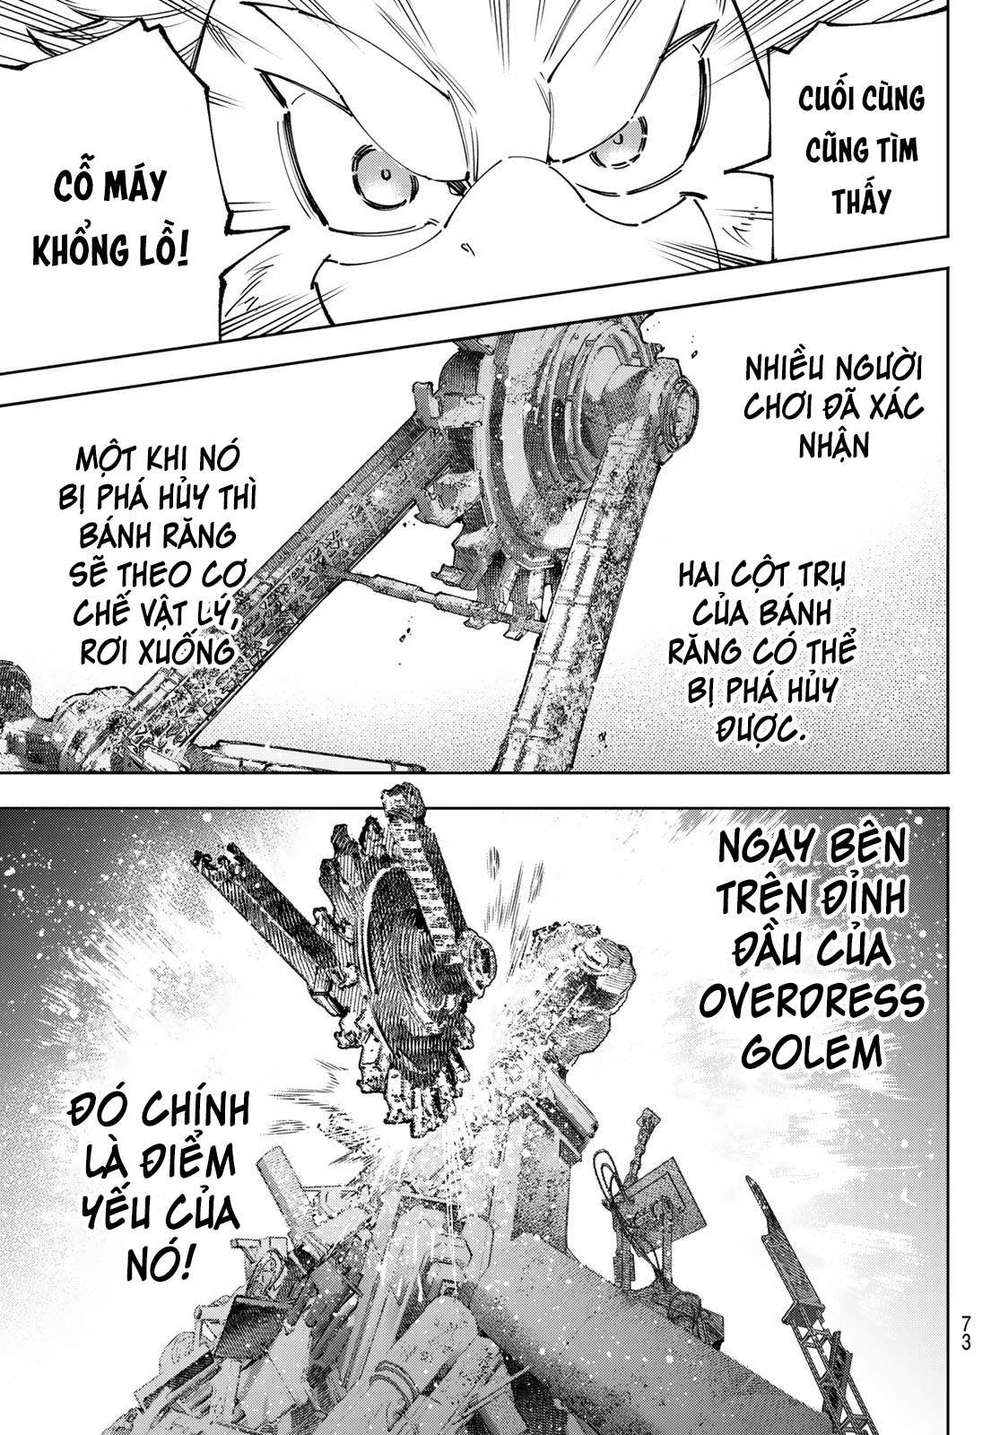 CUỐI CÙNG
CŨNG TÌM
THẤY
CỖ MÁY
KHỔNG LỒ!
NHIỀU NGƯỜI
CHƠI ĐÃ XÁC
NHẬN
HAI CỘT TRỤ
CỦA BÁNH
RĂNG CÓ THỂ
BỊ PHÁ HỦY
ĐƯỢC.
MỘT KHI NÓ
BỊ PHÁ HỦY THÌ
BÁNH RĂNG
SẼ THEO CƠ
CHẾ VẬT LÝ,
RƠI XUỐNG
NGAY BÊN
TRÊN ĐỈNH
ĐẦU CỦA
OVERDRESS
GOLEM
ĐÓ CHÍNH
LÀ ĐIỂM
YẾU CỦA
NÓ!
73